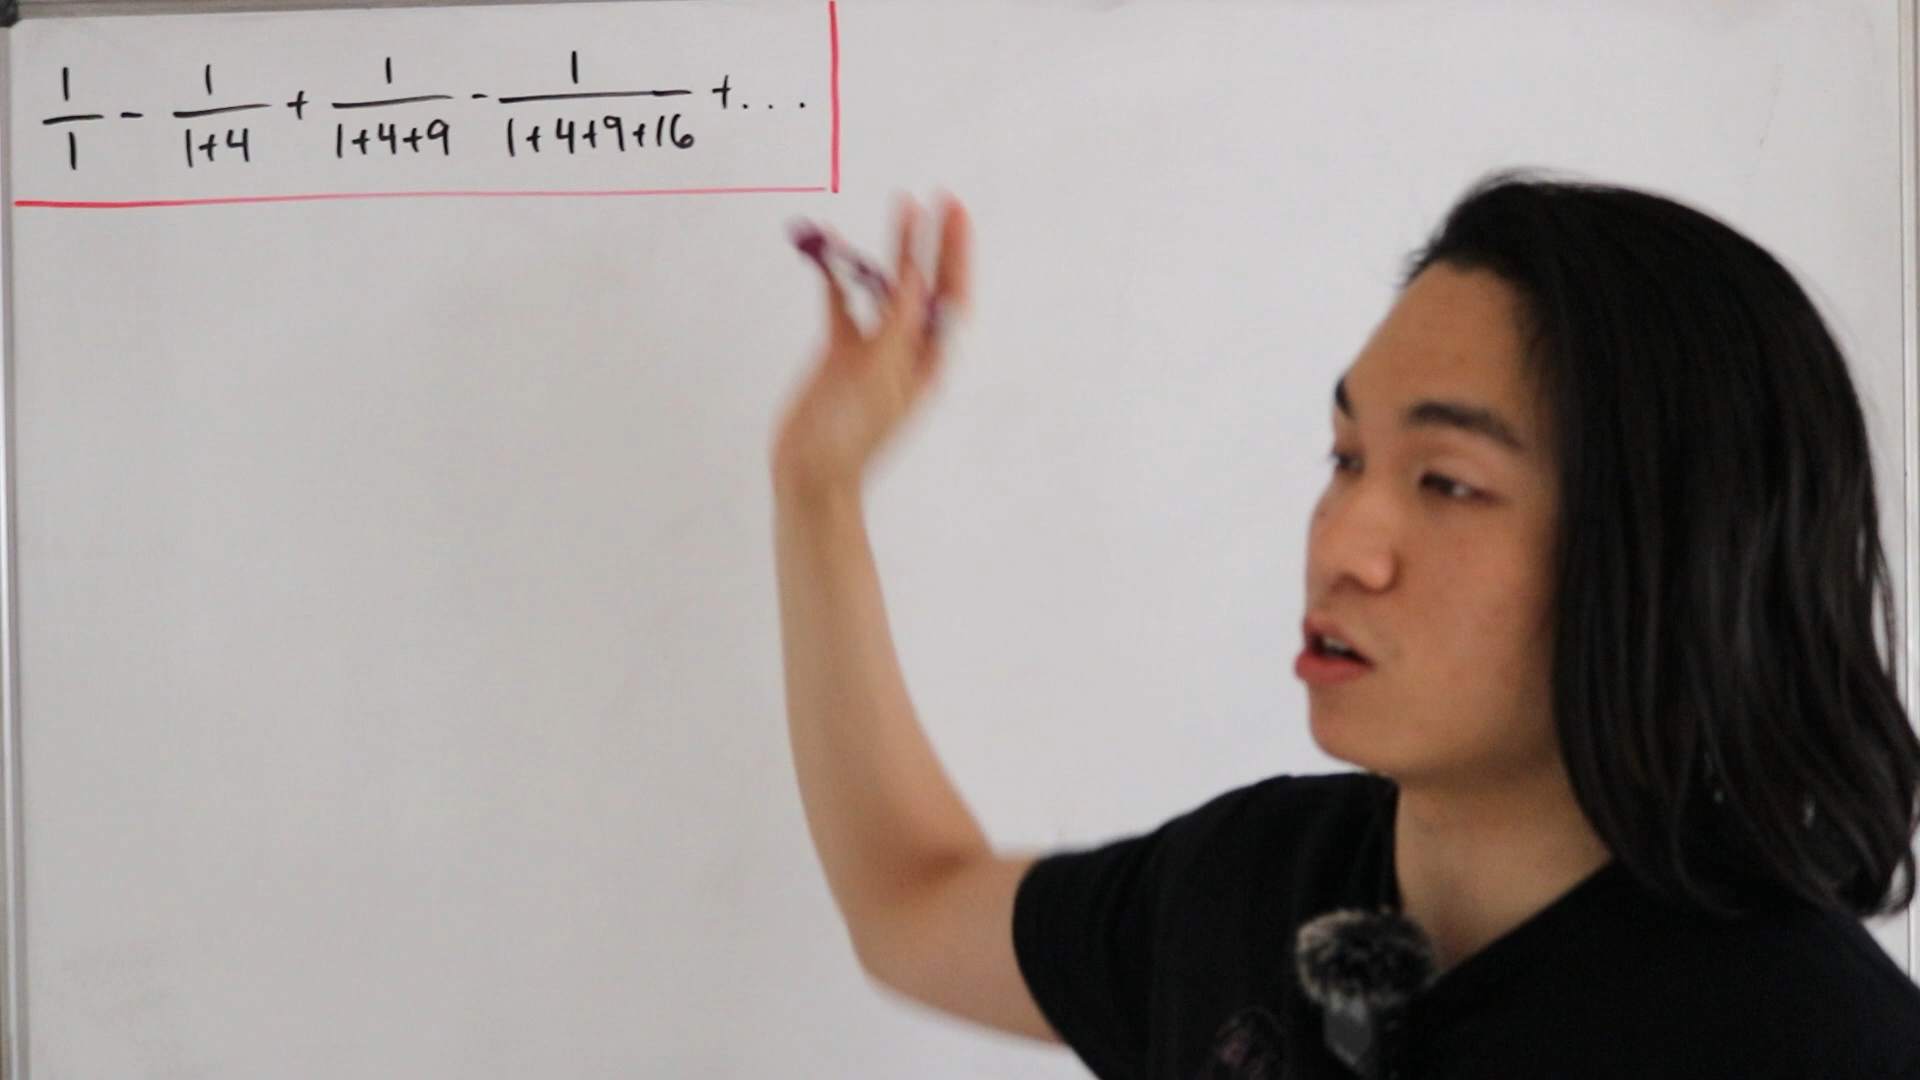 1/1 - 1/(1+4) + 1/(1+4+9) - 1/(1+4+9+16) + ...